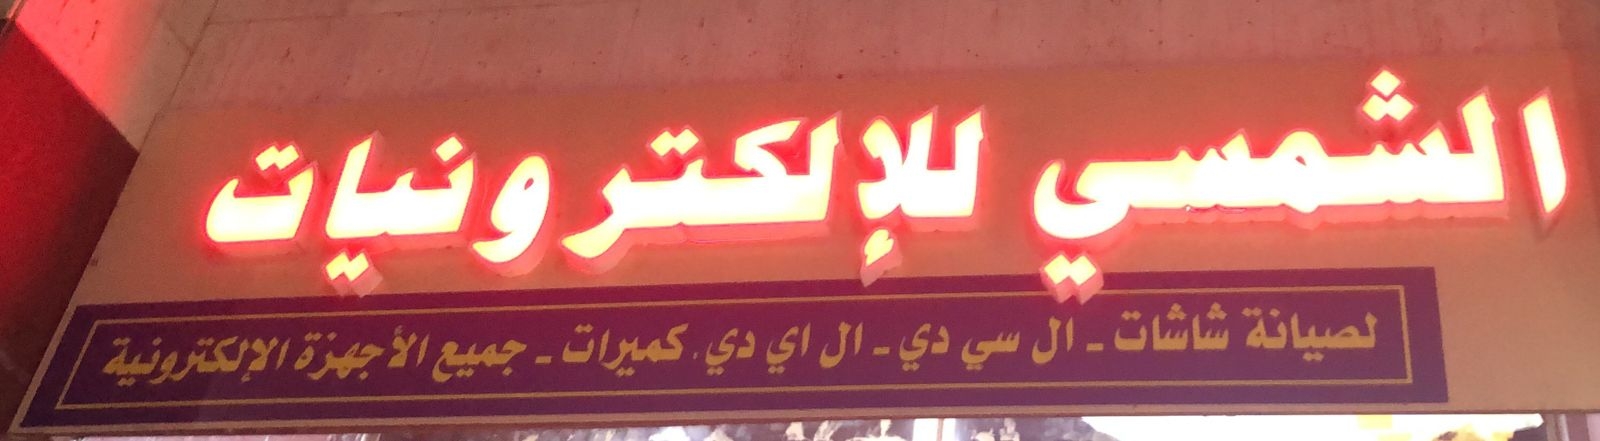 الشمسي للإلكترونيات
لصيانة شاشات - ال سي دي - ال اي دي . كميرات - جميع الأجهزة الإلكترونية